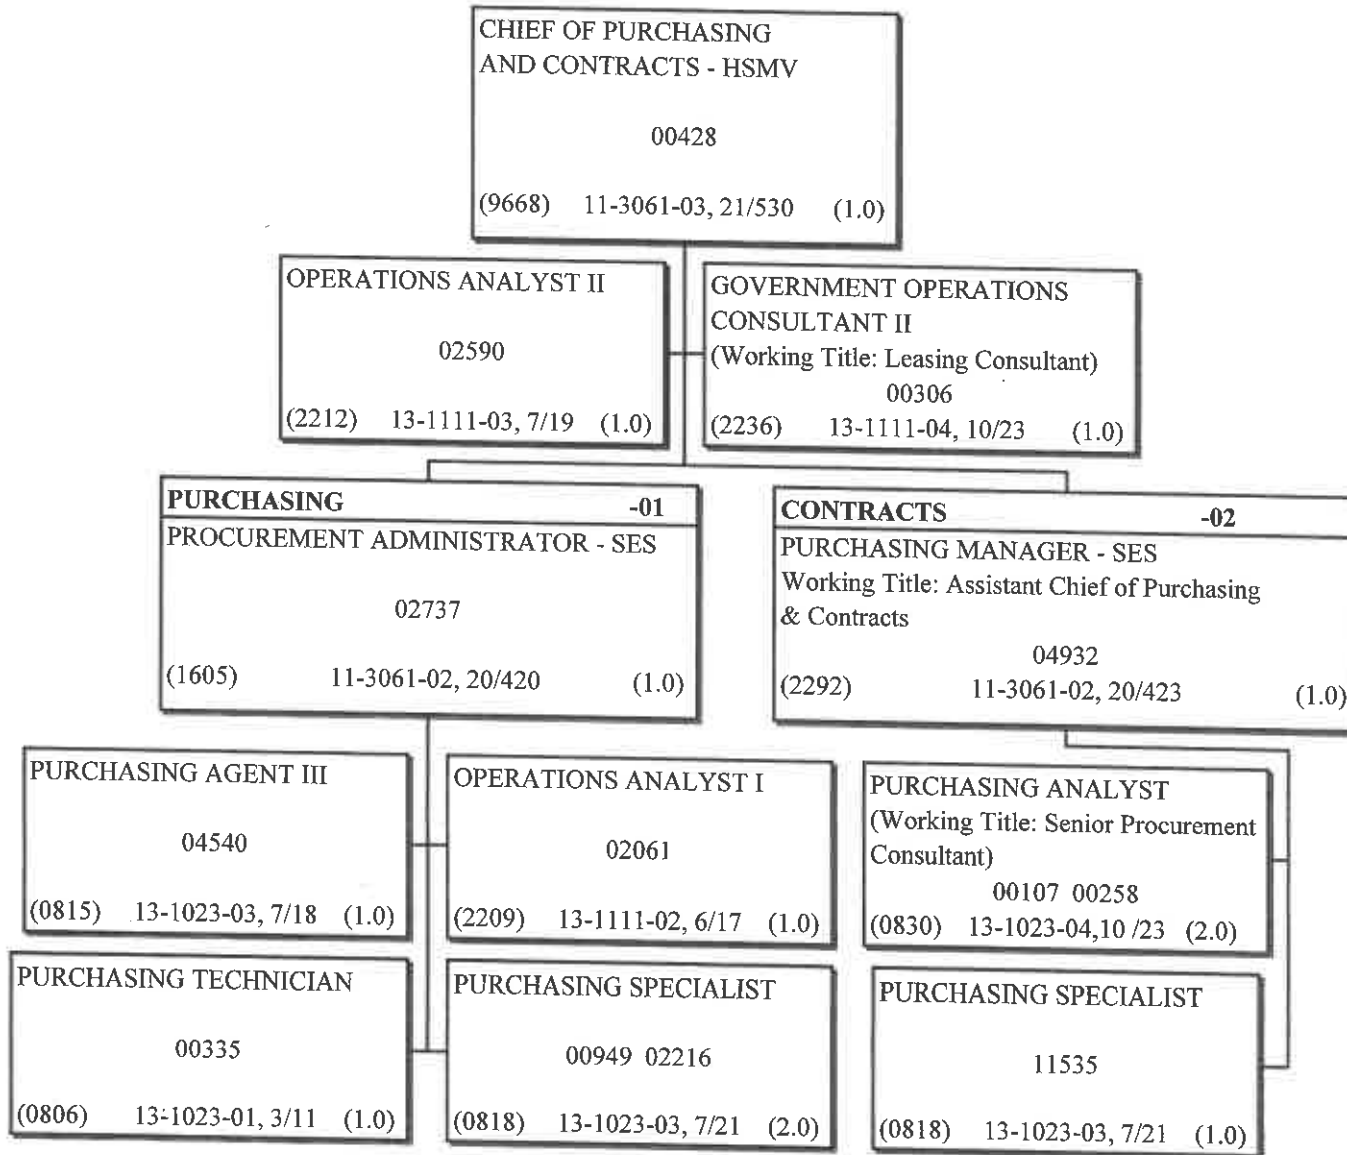 CHIEF OF PURCHASING
AND CONTRACTS - HSMV
00428
(9668) 11-3061-03, 21/530 (1.0)
OPERATIONS ANALYST II
02590
(2212) 13-1111-03, 7/19 (1.0)
GOVERNMENT OPERATIONS
CONSULTANT II
(Working Title: Leasing Consultant)
00306
(2236) 13-1111-04, 10/23 (1.0)
PURCHASING -01
PROCUREMENT ADMINISTRATOR - SES
02737
(1605) 11-3061-02, 20/420 (1.0)
CONTRACTS -02
PURCHASING MANAGER - SES
Working Title: Assistant Chief of Purchasing
& Contracts
04932
(2292) 11-3061-02, 20/423 (1.0)
PURCHASING AGENT III
04540
(0815) 13-1023-03, 7/18 (1.0)
OPERATIONS ANALYST I
02061
(2209) 13-1111-02, 6/17 (1.0)
PURCHASING ANALYST
(Working Title: Senior Procurement
Consultant)
00107 00258
(0830) 13-1023-04,10 /23 (2.0)
PURCHASING TECHNICIAN
00335
(0806) 13-1023-01, 3/11 (1.0)
PURCHASING SPECIALIST
00949 02216
(0818) 13-1023-03, 7/21 (2.0)
PURCHASING SPECIALIST
11535
(0818) 13-1023-03, 7/21 (1.0)